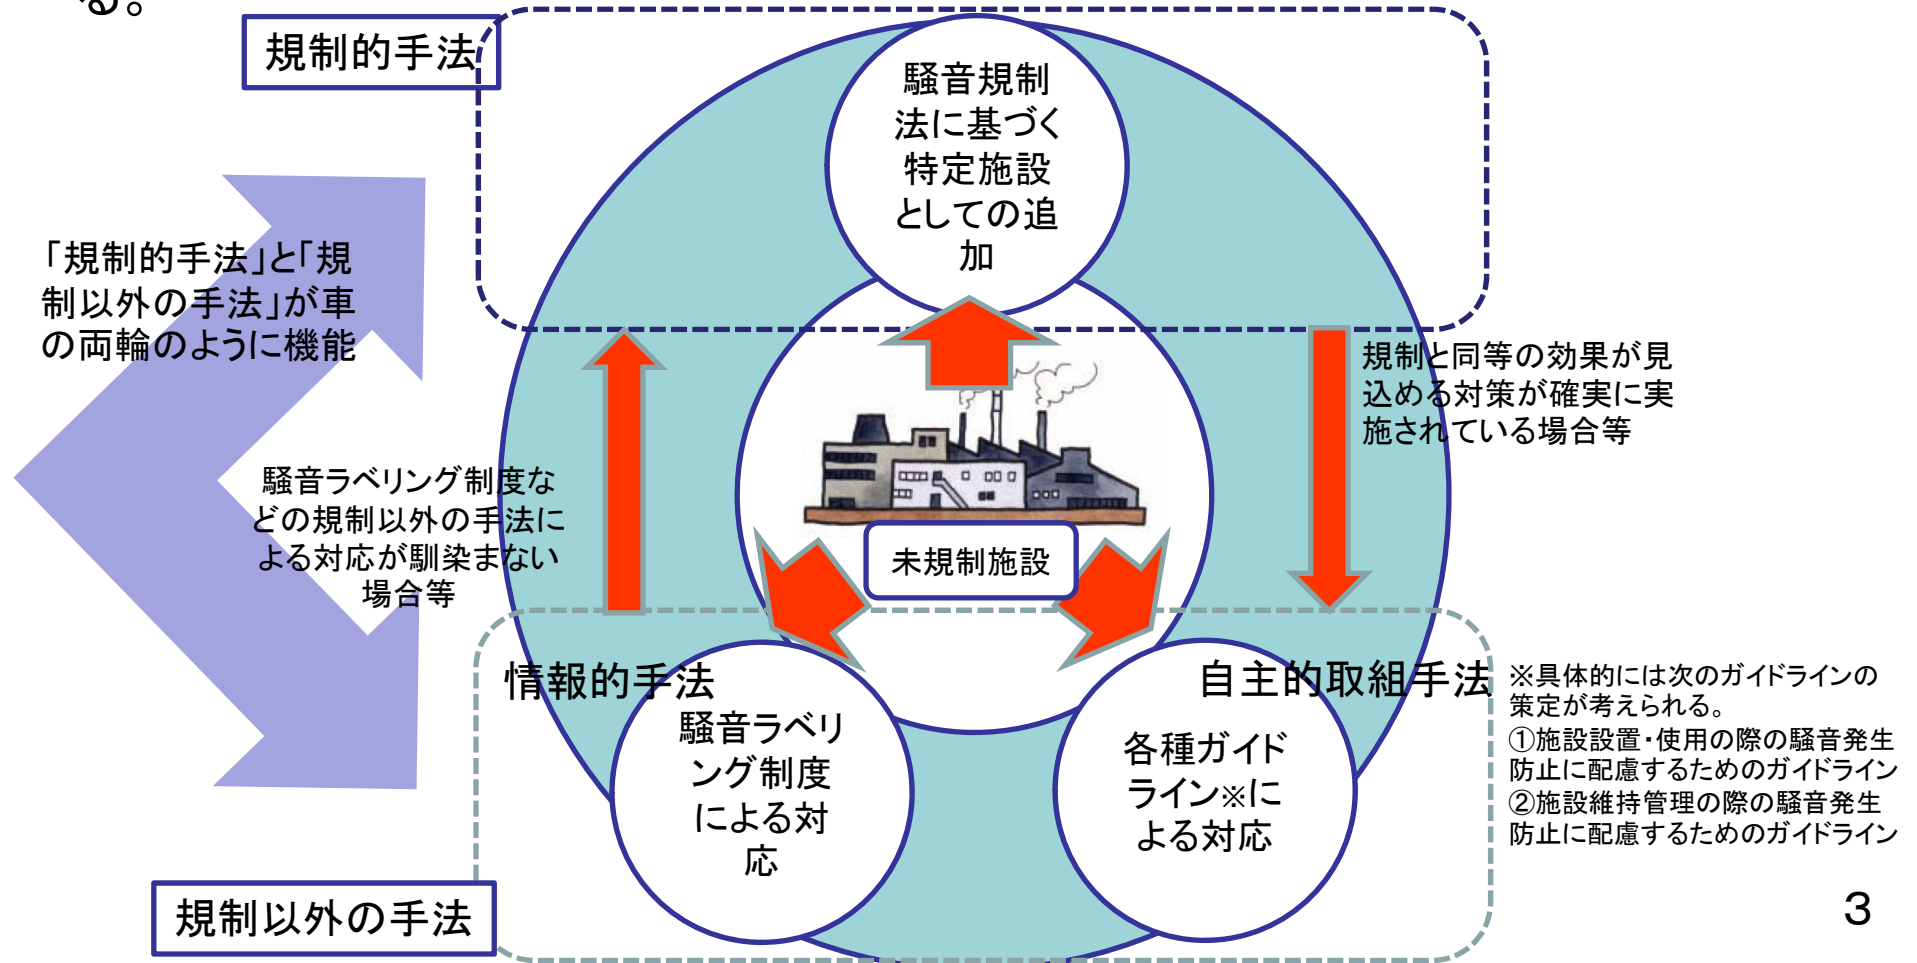 る。
規制的手法
騒音規制
法に基づく
特定施設
としての追
加
「規制的手法」と「規
制以外の手法」が車
の両輪のように機能
規制と同等の効果が見
込める対策が確実に実
施されている場合等
騒音ラベリング制度な
どの規制以外の手法に
よる対応が馴染まない
場合等
未規制施設
情報的手法
騒音ラベリ
ング制度
による対
応
自主的取組手法
各種ガイド
ライン※に
よる対応
※具体的には次のガイドラインの
策定が考えられる。
①施設設置・使用の際の騒音発生
防止に配慮するためのガイドライン
②施設維持管理の際の騒音発生
防止に配慮するためのガイドライン
規制以外の手法
3